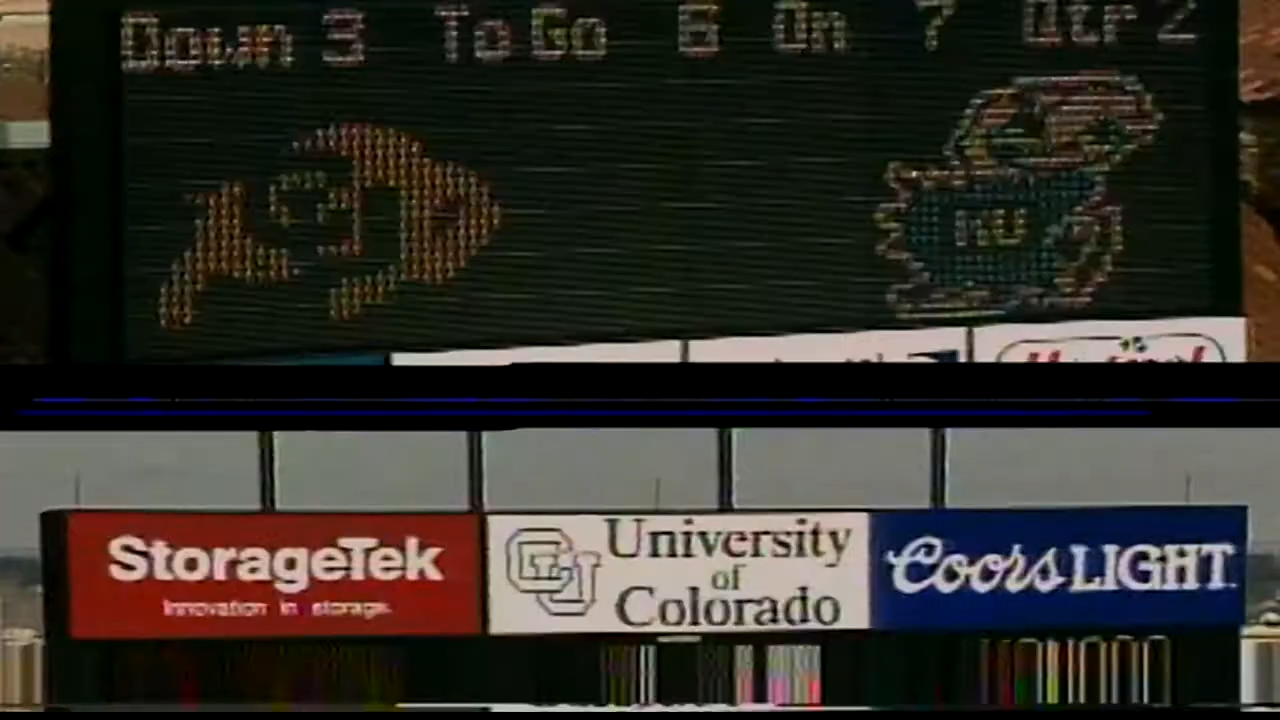 Down 3 To Go 6 On 7 Qtr 2
KU
StorageTek
Innovation in storage.
CU
University
of
Colorado
Coors LIGHT